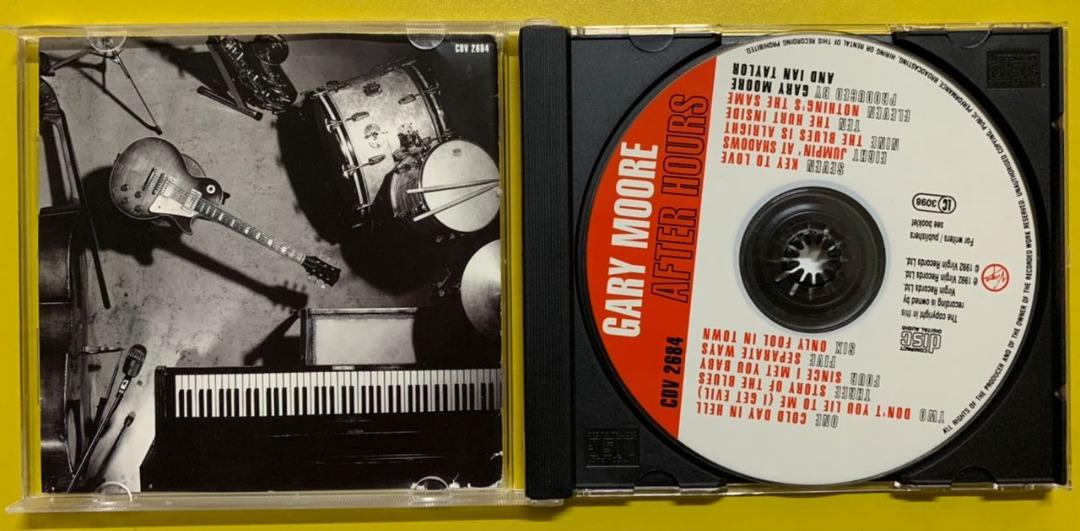 CDV 2684
GARY MOORE
AFTER HOURS
CDV 2684
ONE COLD DAY IN HELL
TWO DON'T YOU LIE TO ME (I GET EVIL)
THREE STORY OF THE BLUES
FOUR SINCE I MET YOU BABY
FIVE SEPARATE WAYS
SIX ONLY FOOL IN TOWN
SEVEN KEY TO LOVE
EIGHT JUMPIN' AT SHADOWS
NINE THE BLUES IS ALRIGHT
TEN THE HURT INSIDE
ELEVEN NOTHING'S THE SAME
PRODUCED BY GARY MOORE
AND IAN TAYLOR
COMPACT
disc
DIGITAL AUDIO
The copyright in this
recording is owned by
Virgin Records Ltd.
℗ 1992 Virgin Records Ltd.
© 1992 Virgin Records Ltd.
For writers / publishers
see booklet
LC 3098
Virgin
ALL RIGHTS OF THE PRODUCER AND OF THE OWNER OF THE RECORDED WORK RESERVED. UNAUTHORISED COPYING, PUBLIC PERFORMANCE, BROADCASTING, HIRING OR RENTAL OF THIS RECORDING PROHIBITED.